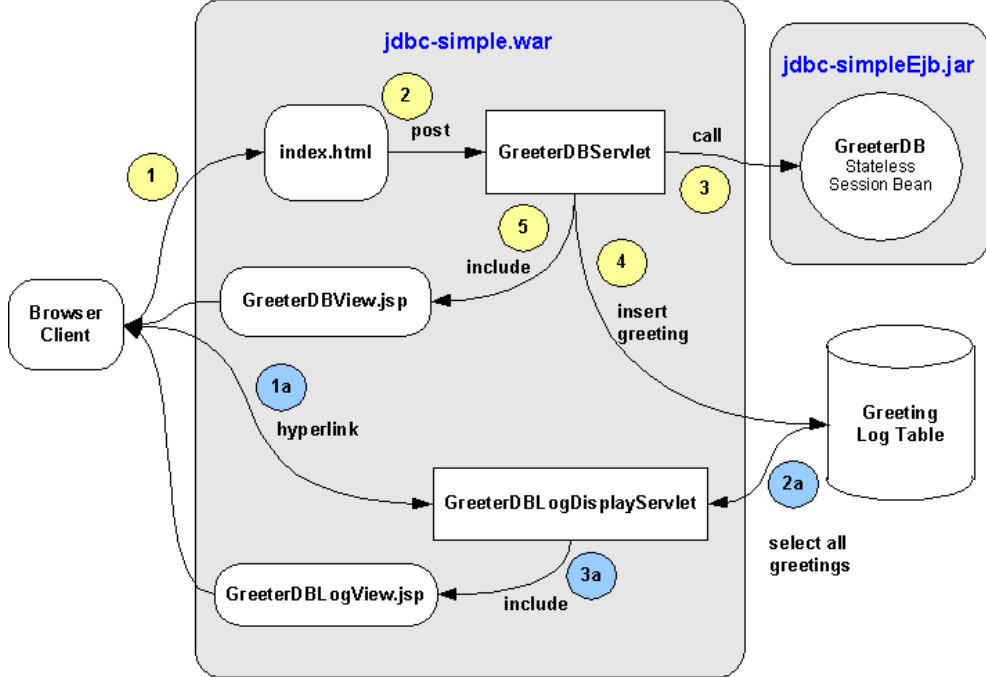 jdbc-simple.war
jdbc-simpleEjb.jar
2
post
index.html
GreeterDBServlet
call
3
GreeterDB
Stateless
Session Bean
1
5
include
4
insert
greeting
GreeterDBView.jsp
Browser
Client
1a
hyperlink
Greeting
Log Table
2a
select all
greetings
GreeterDBLogDisplayServlet
3a
include
GreeterDBLogView.jsp